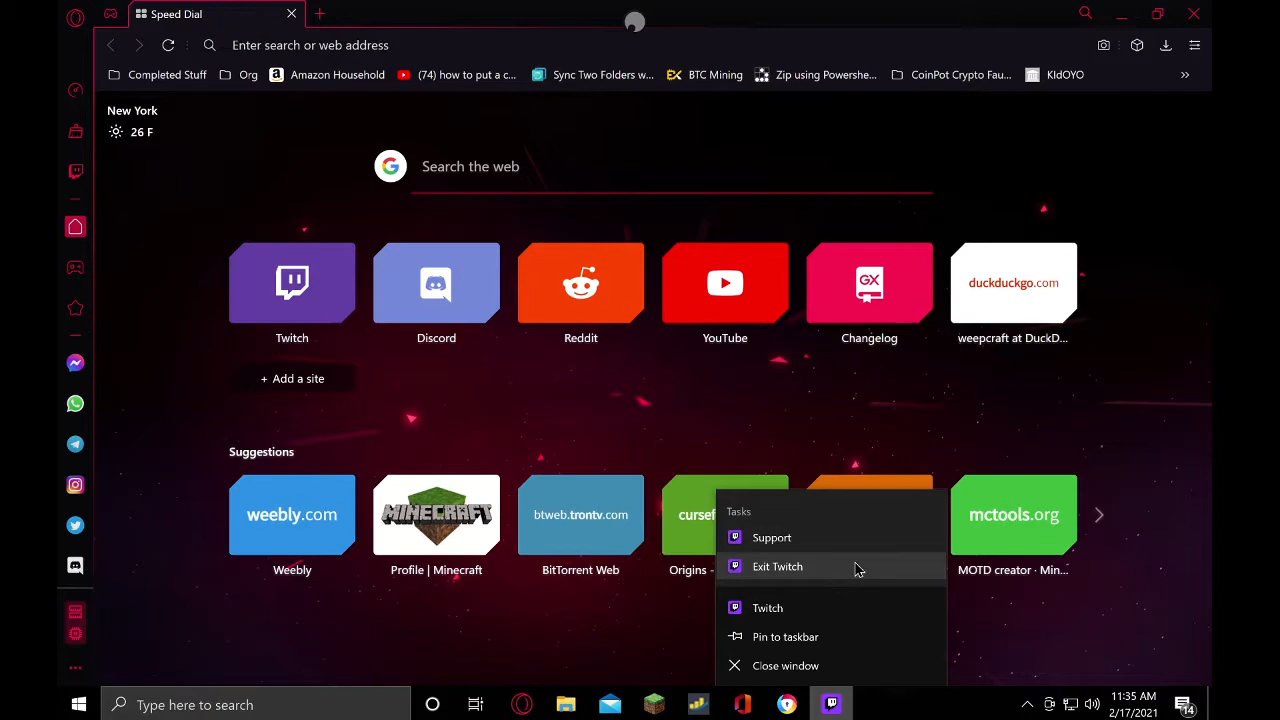 Speed Dial
Enter search or web address
Completed Stuff
Org
Amazon Household
(74) how to put a c...
Sync Two Folders w...
BTC Mining
Zip using Powershe...
CoinPot Crypto Fau...
KIdOYO
New York
26 F
Search the web
GX
duckduckgo.com
Twitch
Discord
Reddit
YouTube
Changelog
weepcraft at DuckD...
+ Add a site
Suggestions
weebly.com
MINECRAFT
btweb.trontv.com
cursef
mctools.org
Weebly
Profile | Minecraft
BitTorrent Web
Origins -
MOTD creator · Min...
Tasks
Support
Exit Twitch
Twitch
Pin to taskbar
Close window
Type here to search
11:35 AM
2/17/2021
14